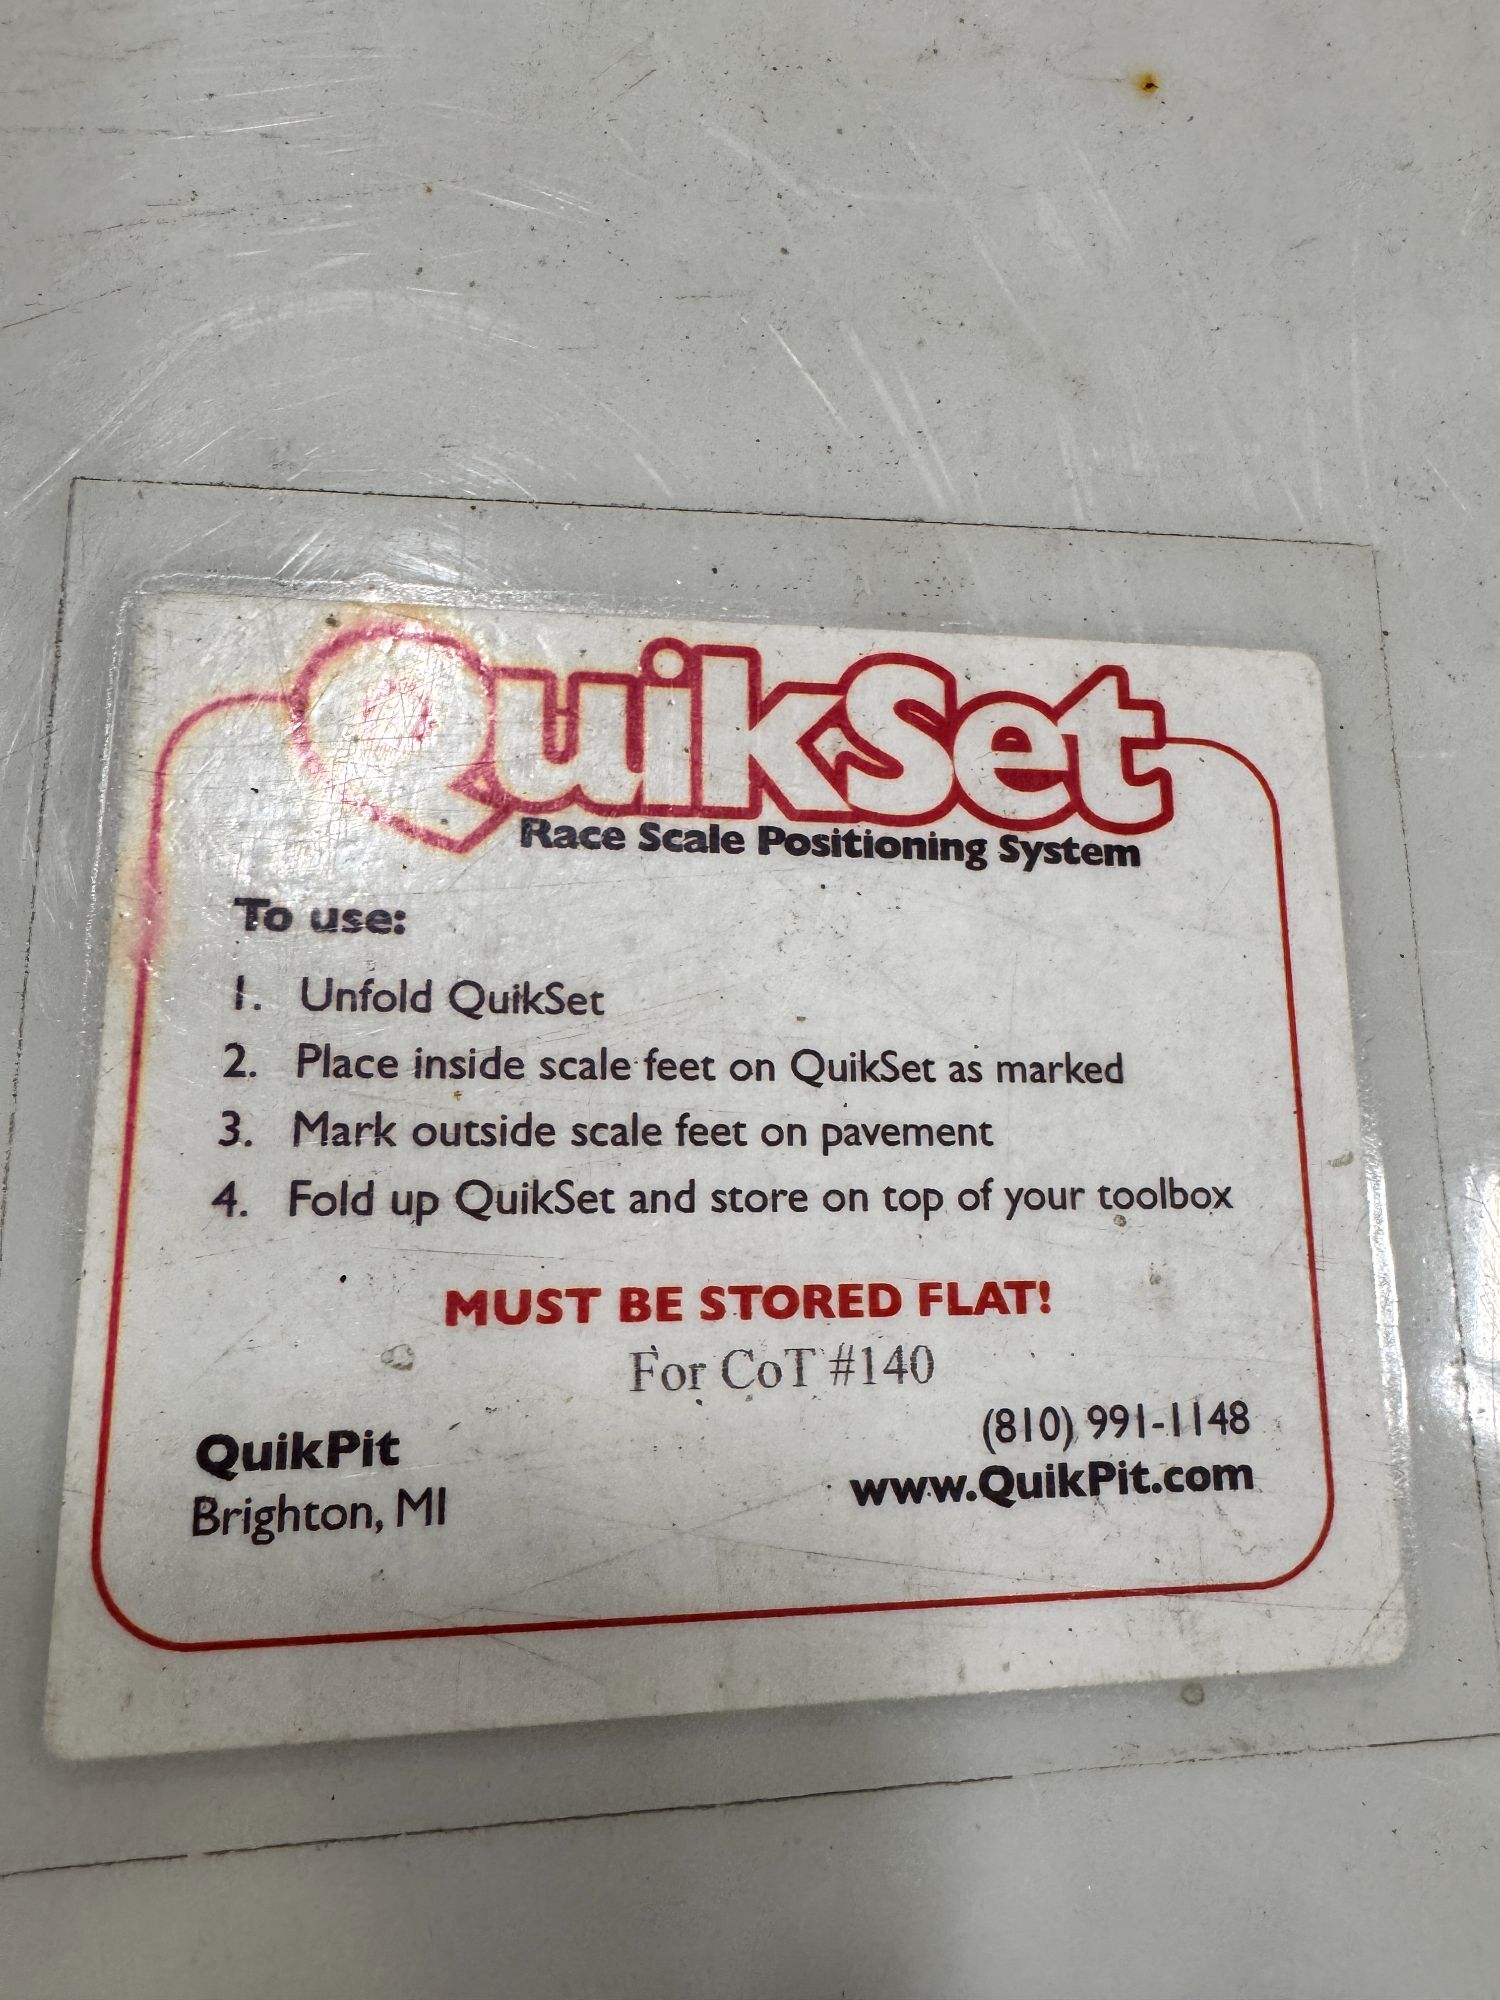 QuikSet
Race Scale Positioning System
To use:
1. Unfold QuikSet
2. Place inside scale feet on QuikSet as marked
3. Mark outside scale feet on pavement
4. Fold up QuikSet and store on top of your toolbox
MUST BE STORED FLAT!
For CoT #140
(810) 991-1148
QuikPit
www.QuikPit.com
Brighton, MI